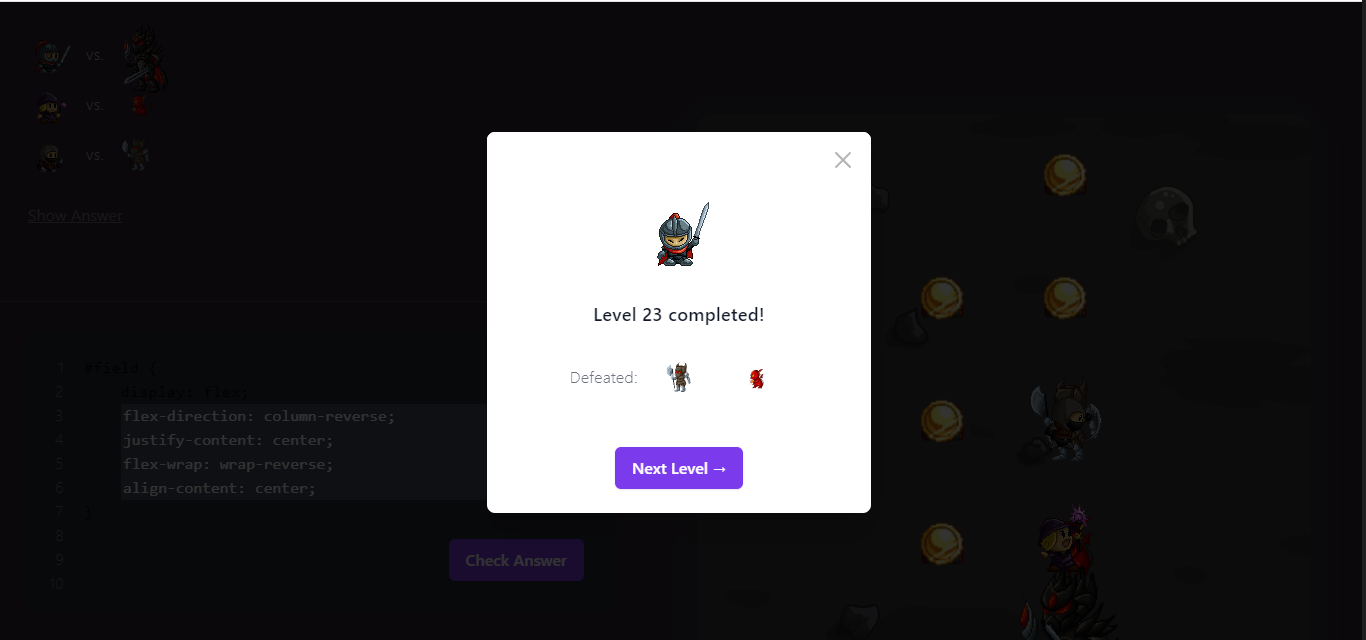 vs.
vs.
vs.
Show Answer
1 #field {
2 display: flex;
3 flex-direction: column-reverse;
4 justify-content: center;
5 flex-wrap: wrap-reverse;
6 align-content: center;
7 }
8
9
10
Check Answer
Level 23 completed!
Defeated:
Next Level →